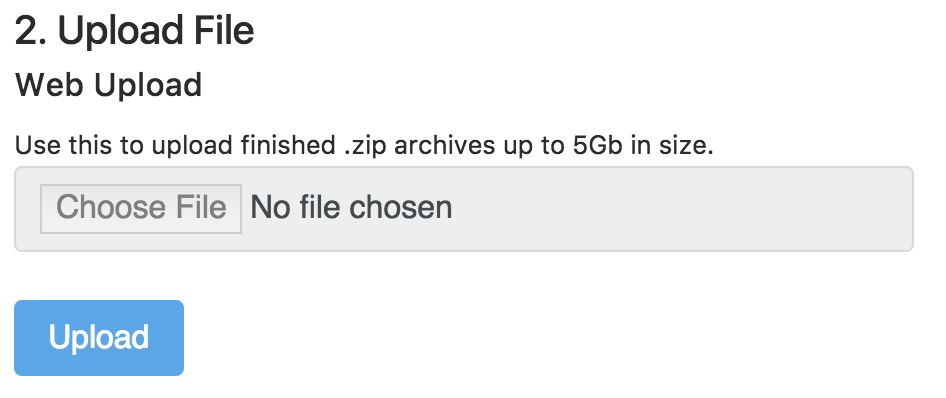 2. Upload File
Web Upload
Use this to upload finished .zip archives up to 5Gb in size.
Choose File No file chosen
Upload